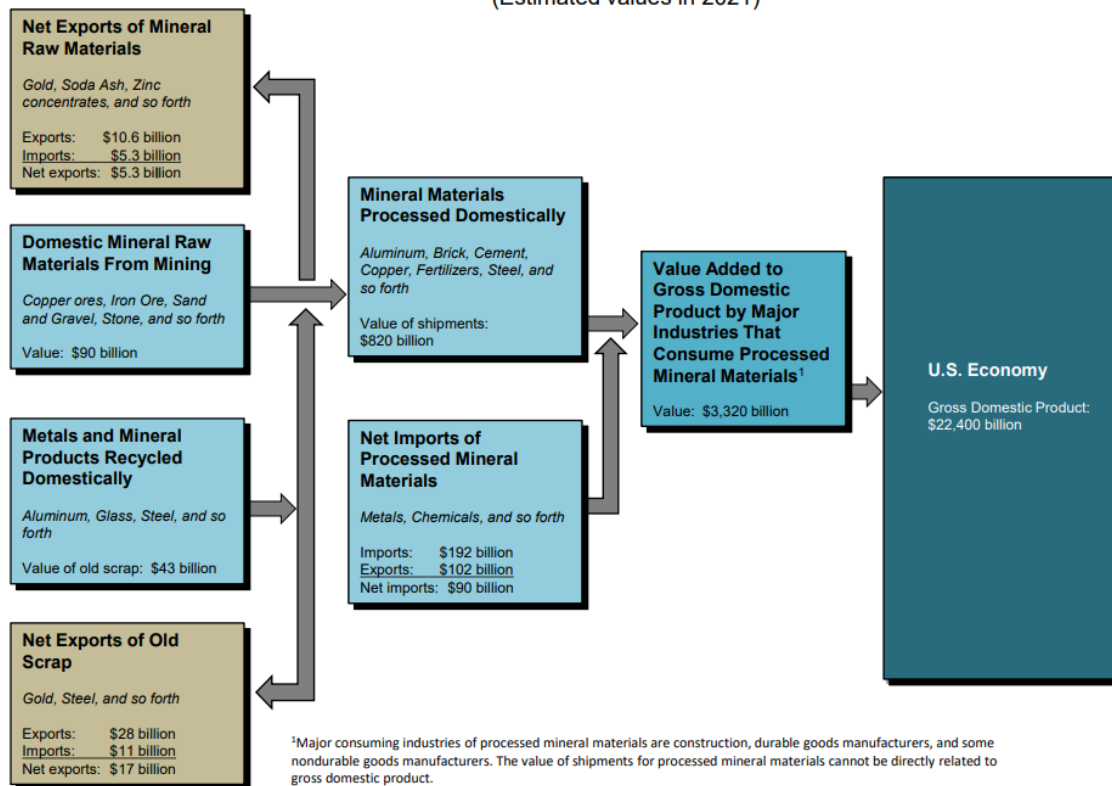 (Estimated values in 2021)
Net Exports of Mineral
Raw Materials
Gold, Soda Ash, Zinc
concentrates, and so forth
Exports: $10.6 billion
Imports: $5.3 billion
Net exports: $5.3 billion
Domestic Mineral Raw
Materials From Mining
Copper ores, Iron Ore, Sand
and Gravel, Stone, and so forth
Value: $90 billion
Metals and Mineral
Products Recycled
Domestically
Aluminum, Glass, Steel, and so
forth
Value of old scrap: $43 billion
Net Exports of Old
Scrap
Gold, Steel, and so forth
Exports: $28 billion
Imports: $11 billion
Net exports: $17 billion
Mineral Materials
Processed Domestically
Aluminum, Brick, Cement,
Copper, Fertilizers, Steel, and
so forth
Value of shipments:
$820 billion
Net Imports of
Processed Mineral
Materials
Metals, Chemicals, and so forth
Imports: $192 billion
Exports: $102 billion
Net imports: $90 billion
Value Added to
Gross Domestic
Product by Major
Industries That
Consume Processed
Mineral Materials¹
Value: $3,320 billion
U.S. Economy
Gross Domestic Product:
$22,400 billion
¹Major consuming industries of processed mineral materials are construction, durable goods manufacturers, and some
nondurable goods manufacturers. The value of shipments for processed mineral materials cannot be directly related to
gross domestic product.